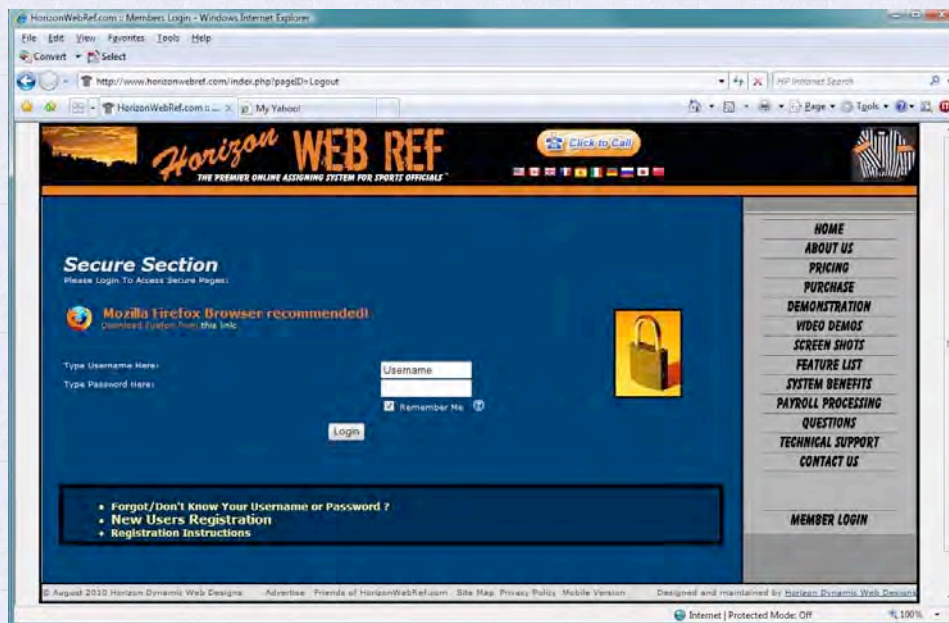 HorizonWebRef.com :: Members Login - Windows Internet Explorer
File Edit View Favorites Tools Help
Convert Select
http://www.horizonwebref.com/index.php?pageID=Logout
HP Internet Search
HorizonWebRef.com :: ... My Yahoo!
Page Tools
Horizon WEB REF
THE PREMIER ONLINE ASSIGNING SYSTEM FOR SPORTS OFFICIALS
Click to Call
HOME
ABOUT US
PRICING
PURCHASE
DEMONSTRATION
VIDEO DEMOS
SCREEN SHOTS
FEATURE LIST
SYSTEM BENEFITS
PAYROLL PROCESSING
QUESTIONS
TECHNICAL SUPPORT
CONTACT US
MEMBER LOGIN
Secure Section
Please Login To Access Secure Pages:
Mozilla Firefox Browser recommended!
Download Firefox from this link
Type Username Here:
Username
Type Password Here:
Remember Me
Login
• Forgot/Don't Know Your Username or Password ?
• New Users Registration
• Registration Instructions
© August 2010 Horizon Dynamic Web Designs Advertise Friends of HorizonWebRef.com Site Map Privacy Policy Mobile Version Designed and maintained by Horizon Dynamic Web Designs
Internet | Protected Mode: Off 100%